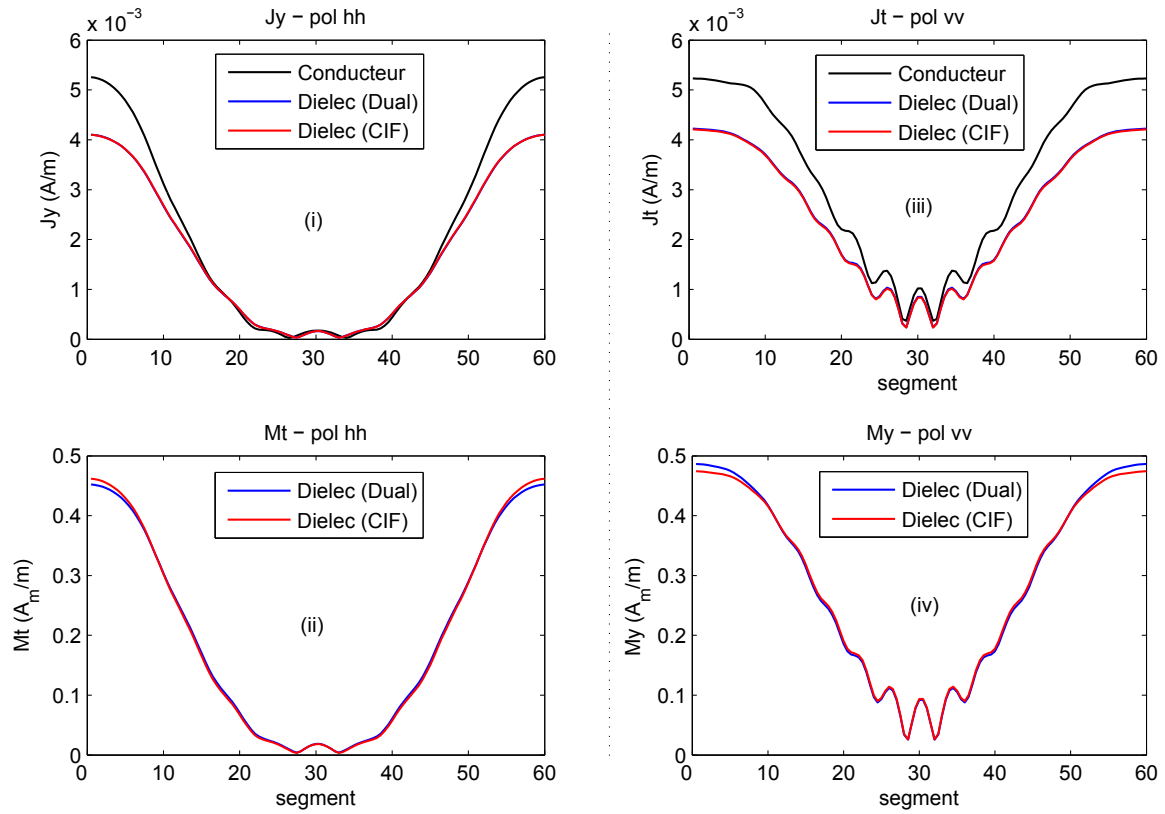 Jy − pol hh
x 10⁻³
6
5
4
3
2
1
0
Jy (A/m)
Conducteur
Dielec (Dual)
Dielec (CIF)
(i)
0 10 20 30 40 50 60
Jt − pol vv
x 10⁻³
6
5
4
3
2
1
0
Jt (A/m)
Conducteur
Dielec (Dual)
Dielec (CIF)
(iii)
0 10 20 30 40 50 60
segment
Mt − pol hh
0.5
0.4
0.3
0.2
0.1
0
Mt (A_m/m)
Dielec (Dual)
Dielec (CIF)
(ii)
0 10 20 30 40 50 60
segment
My − pol vv
0.5
0.4
0.3
0.2
0.1
0
My (A_m/m)
Dielec (Dual)
Dielec (CIF)
(iv)
0 10 20 30 40 50 60
segment